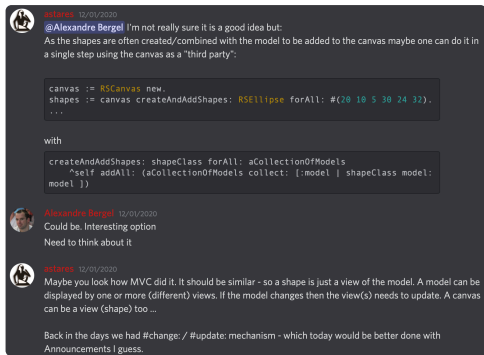 astares 12/01/2020
@Alexandre Bergel I'm not really sure it is a good idea but:
As the shapes are often created/combined with the model to be added to the canvas maybe one can do it in
a single step using the canvas as a "third party":
canvas := RSCanvas new.
shapes := canvas createAndAddShapes: RSEllipse forAll: #(20 10 5 30 24 32).
...
with
createAndAddShapes: shapeClass forAll: aCollectionOfModels
^self addAll: (aCollectionOfModels collect: [:model | shapeClass model:
model ])
Alexandre Bergel 12/01/2020
Could be. Interesting option
Need to think about it
astares 12/01/2020
Maybe you look how MVC did it. It should be similar - so a shape is just a view of the model. A model can be
displayed by one or more (different) views. If the model changes then the view(s) needs to update. A canvas
can be a view (shape) too ...
Back in the days we had #change: / #update: mechanism - which today would be better done with
Announcements I guess.